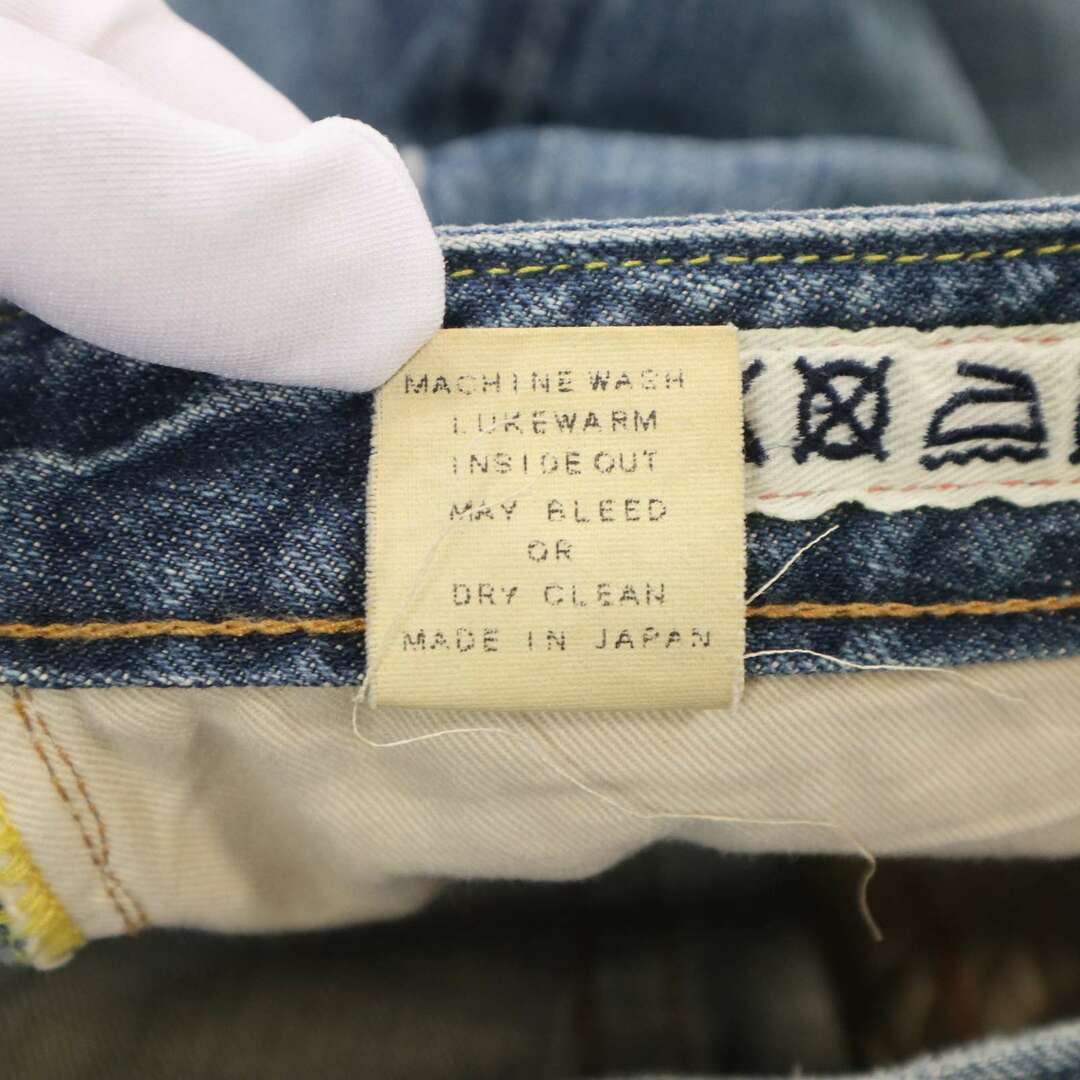 MACHINE WASH
LUKEWARM
INSIDE OUT
MAY BLEED
OR
DRY CLEAN
MADE IN JAPAN